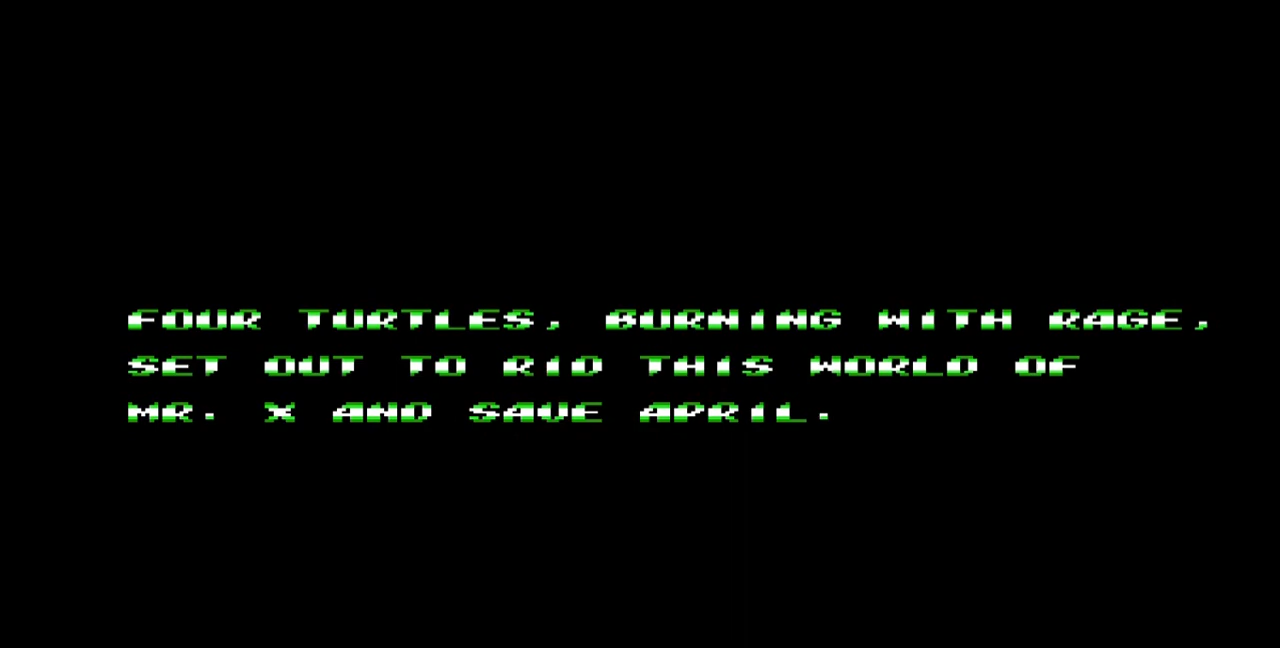 FOUR TURTLES, BURNING WITH RAGE,
SET OUT TO RID THIS WORLD OF
MR. X AND SAVE APRIL.